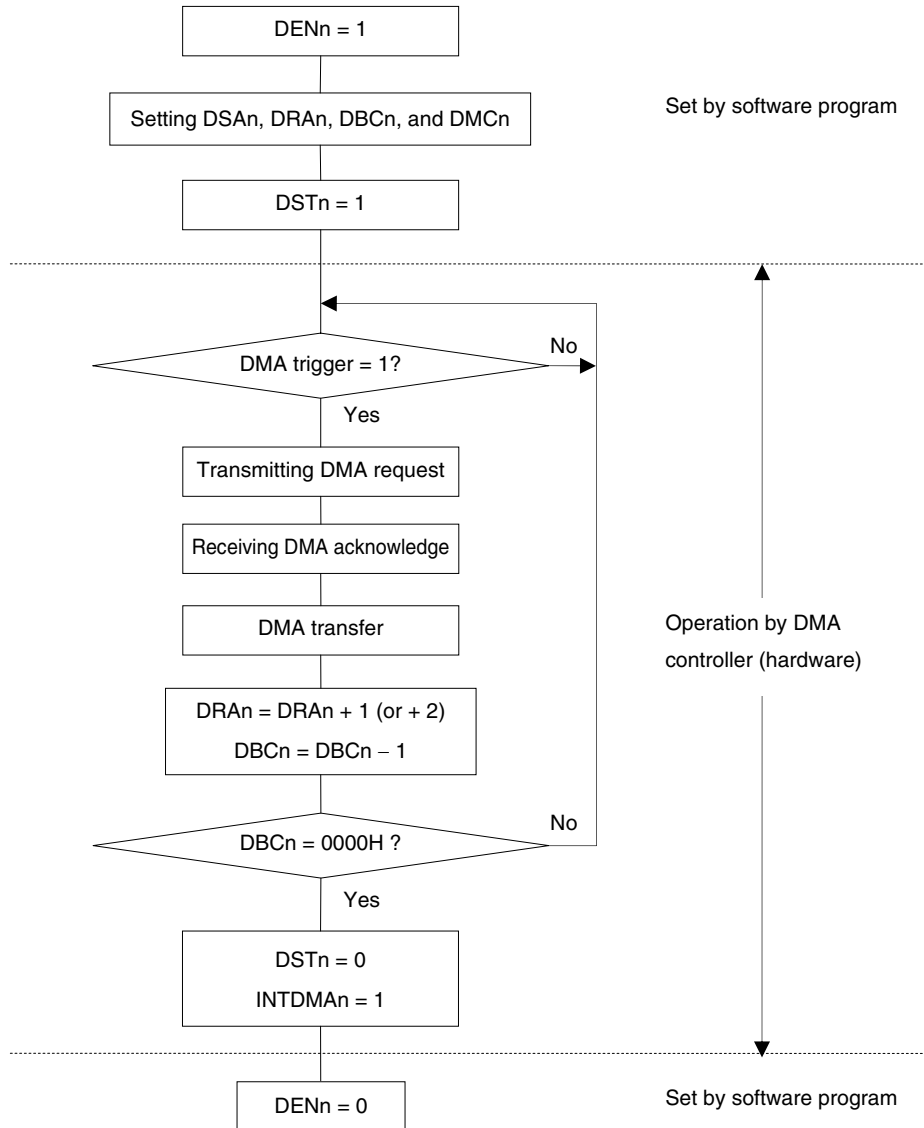 DENn = 1
Setting DSAn, DRAn, DBCn, and DMCn
Set by software program
DSTn = 1
DMA trigger = 1?
No
Yes
Transmitting DMA request
Receiving DMA acknowledge
DMA transfer
Operation by DMA
controller (hardware)
DRAn = DRAn + 1 (or + 2)
DBCn = DBCn − 1
DBCn = 0000H ?
No
Yes
DSTn = 0
INTDMAn = 1
DENn = 0
Set by software program